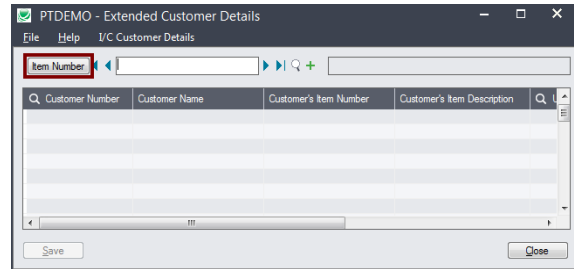 PTDEMO - Extended Customer Details
File Help I/C Customer Details
Item Number
Customer Number Customer Name Customer's Item Number Customer's Item Description
Save Close